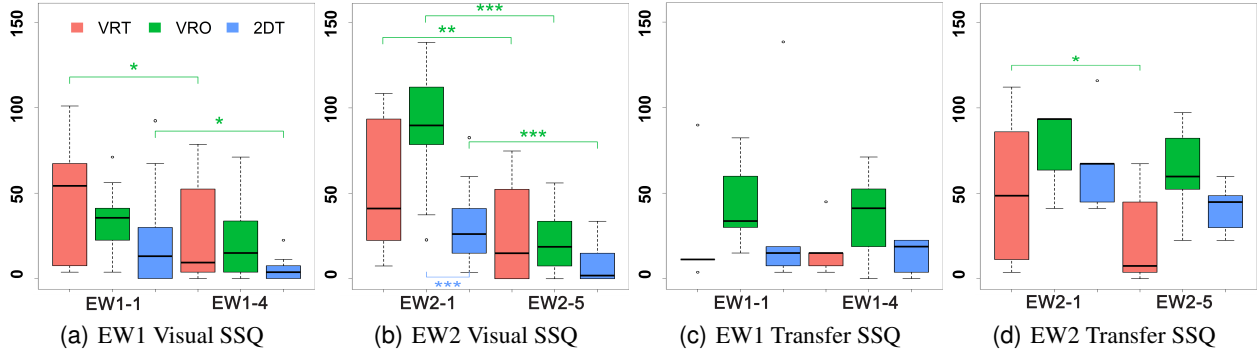 VRT VRO 2DT
0 50 100 150
* *
EW1-1 EW1-4
(a) EW1 Visual SSQ
0 50 100 150
*** ** *** ***
EW2-1 EW2-5
(b) EW2 Visual SSQ
0 50 100 150
EW1-1 EW1-4
(c) EW1 Transfer SSQ
0 50 100 150
*
EW2-1 EW2-5
(d) EW2 Transfer SSQ